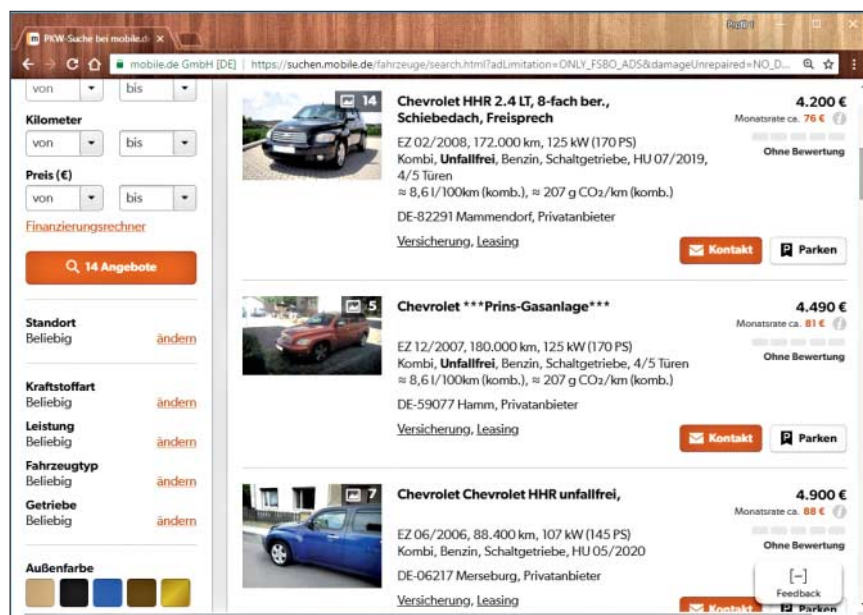 PKW-Suche bei mobile.de
mobile.de GmbH [DE] | https://suchen.mobile.de/fahrzeuge/search.html?adLimitation=ONLY_FSBO_ADS&damageUnrepaired=NO_D...
von bis
Kilometer
von bis
Preis (€)
von bis
Finanzierungsrechner
14 Angebote
Standort
Beliebig ändern
Kraftstoffart
Beliebig ändern
Leistung
Beliebig ändern
Fahrzeugtyp
Beliebig ändern
Getriebe
Beliebig ändern
Außenfarbe
14
Chevrolet HHR 2.4 LT, 8-fach ber.,
Schiebedach, Freisprech
4.200 €
Monatsrate ca. 76 €
Ohne Bewertung
EZ 02/2008, 172.000 km, 125 kW (170 PS)
Kombi, Unfallfrei, Benzin, Schaltgetriebe, HU 07/2019,
4/5 Türen
≈ 8,6 l/100km (komb.), ≈ 207 g CO₂/km (komb.)
DE-82291 Mammendorf, Privatanbieter
Versicherung, Leasing
Kontakt
Parken
5
Chevrolet ***Prins-Gasanlage***
4.490 €
Monatsrate ca. 81 €
Ohne Bewertung
EZ 12/2007, 180.000 km, 125 kW (170 PS)
Kombi, Unfallfrei, Benzin, Schaltgetriebe, 4/5 Türen
≈ 8,6 l/100km (komb.), ≈ 207 g CO₂/km (komb.)
DE-59077 Hamm, Privatanbieter
Versicherung, Leasing
Kontakt
Parken
7
Chevrolet Chevrolet HHR unfallfrei,
4.900 €
Monatsrate ca. 88 €
Ohne Bewertung
EZ 06/2006, 88.400 km, 107 kW (145 PS)
Kombi, Benzin, Schaltgetriebe, HU 05/2020
DE-06217 Merseburg, Privatanbieter
Versicherung, Leasing
Kontakt
Parken
[–]
Feedback